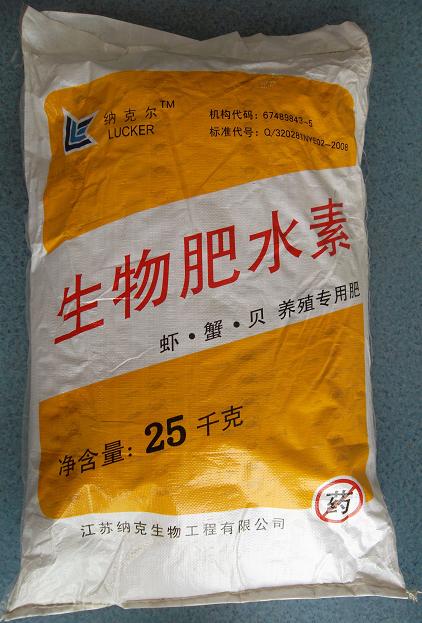 纳克尔™
LUCKER
机构代码：67489843-5
标准代号：Q/320281NYE02-2008
生物肥水素
虾·蟹·贝 养殖专用肥
净含量：25千克
药
江苏纳克生物工程有限公司